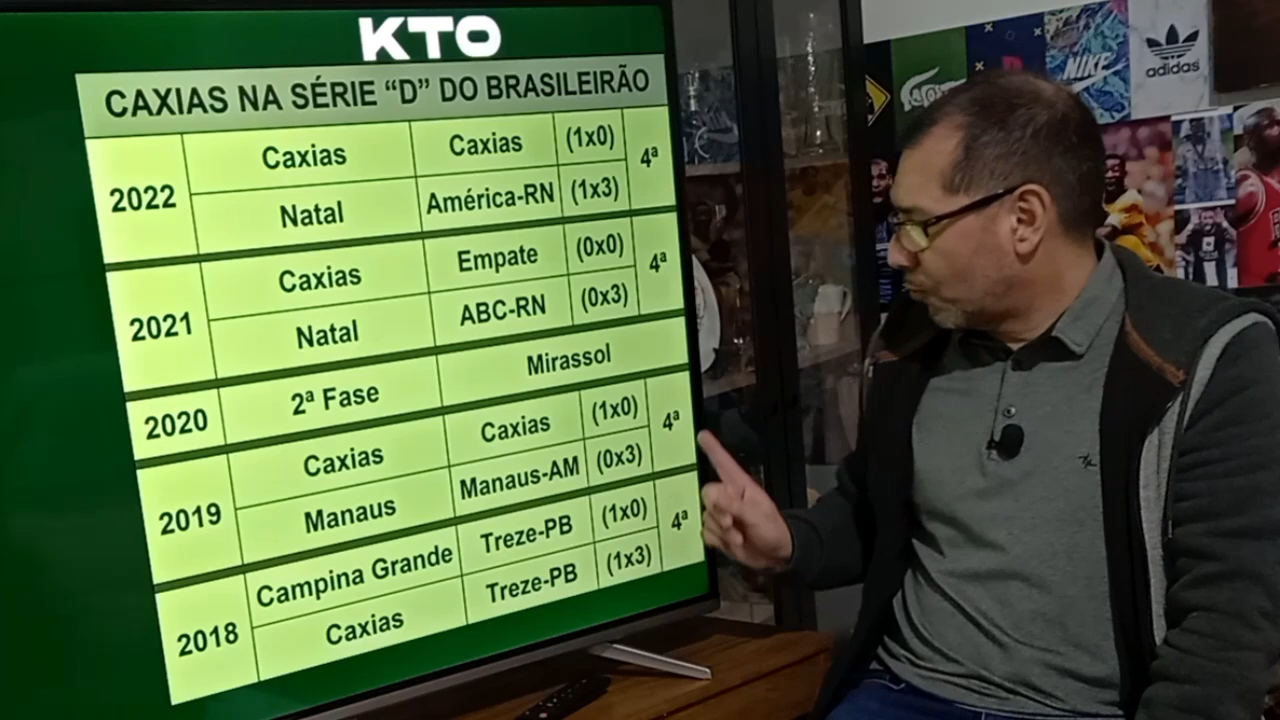 KTO
CAXIAS NA SÉRIE “D” DO BRASILEIRÃO
2022 Caxias Caxias (1x0) 4ª
Natal América-RN (1x3)
2021 Caxias Empate (0x0) 4ª
Natal ABC-RN (0x3)
2020 2ª Fase Mirassol
2019 Caxias Caxias (1x0) 4ª
Manaus Manaus-AM (0x3)
2018 Campina Grande Treze-PB (1x0) 4ª
Caxias Treze-PB (1x3)
NIKE
adidas